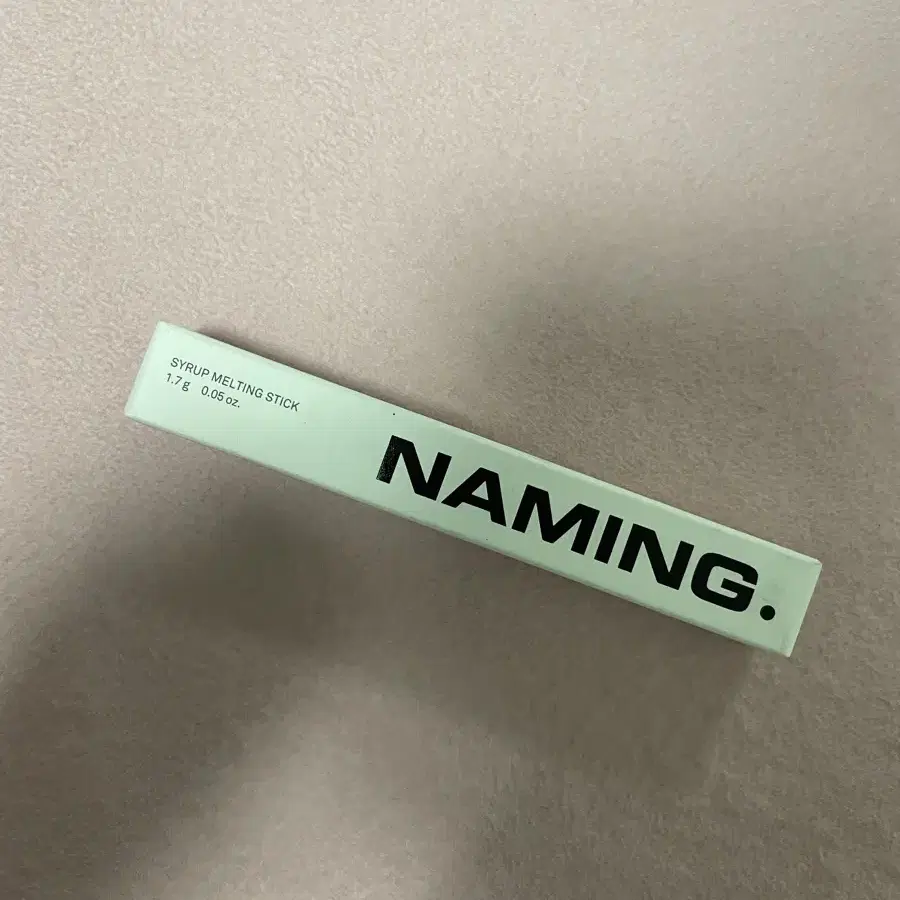 SYRUP MELTING STICK
1.7 g 0.05 oz.
NAMING.